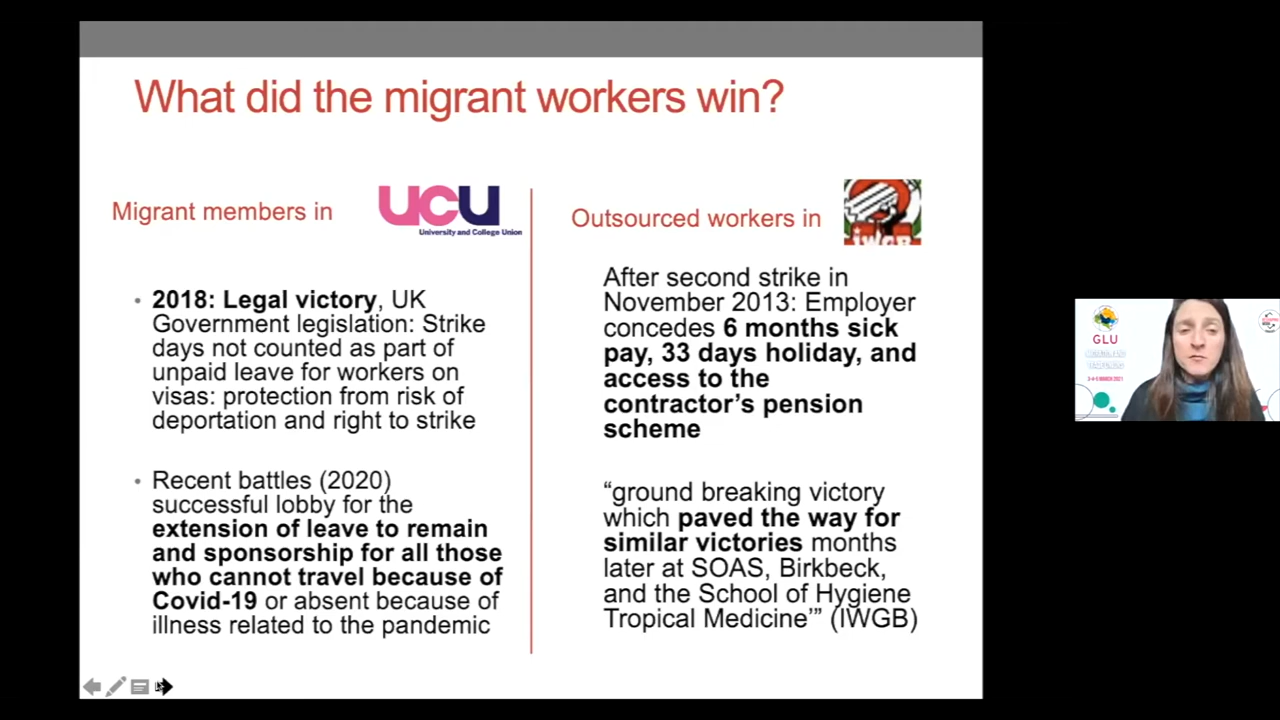 What did the migrant workers win?
Migrant members in
UCU
University and College Union
• 2018: Legal victory, UK
Government legislation: Strike
days not counted as part of
unpaid leave for workers on
visas: protection from risk of
deportation and right to strike
• Recent battles (2020)
successful lobby for the
extension of leave to remain
and sponsorship for all those
who cannot travel because of
Covid-19 or absent because of
illness related to the pandemic
Outsourced workers in
IWGB
After second strike in
November 2013: Employer
concedes 6 months sick
pay, 33 days holiday, and
access to the
contractor’s pension
scheme
“ground breaking victory
which paved the way for
similar victories months
later at SOAS, Birkbeck,
and the School of Hygiene
Tropical Medicine’” (IWGB)
GLU